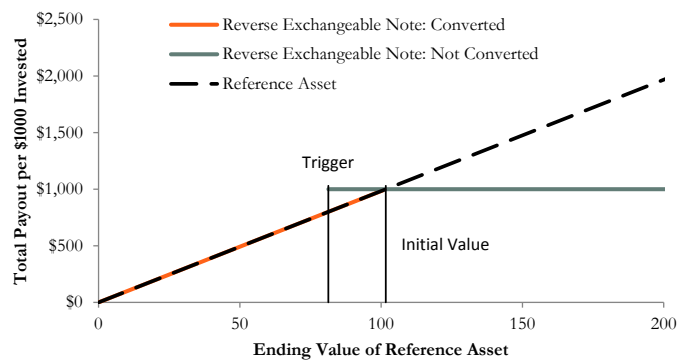 $2,500
Reverse Exchangeable Note: Converted
Reverse Exchangeable Note: Not Converted
Reference Asset
$2,000
$1,500
$1,000
$500
$0
Total Payout per $1000 Invested
Trigger
Initial Value
0 50 100 150 200
Ending Value of Reference Asset